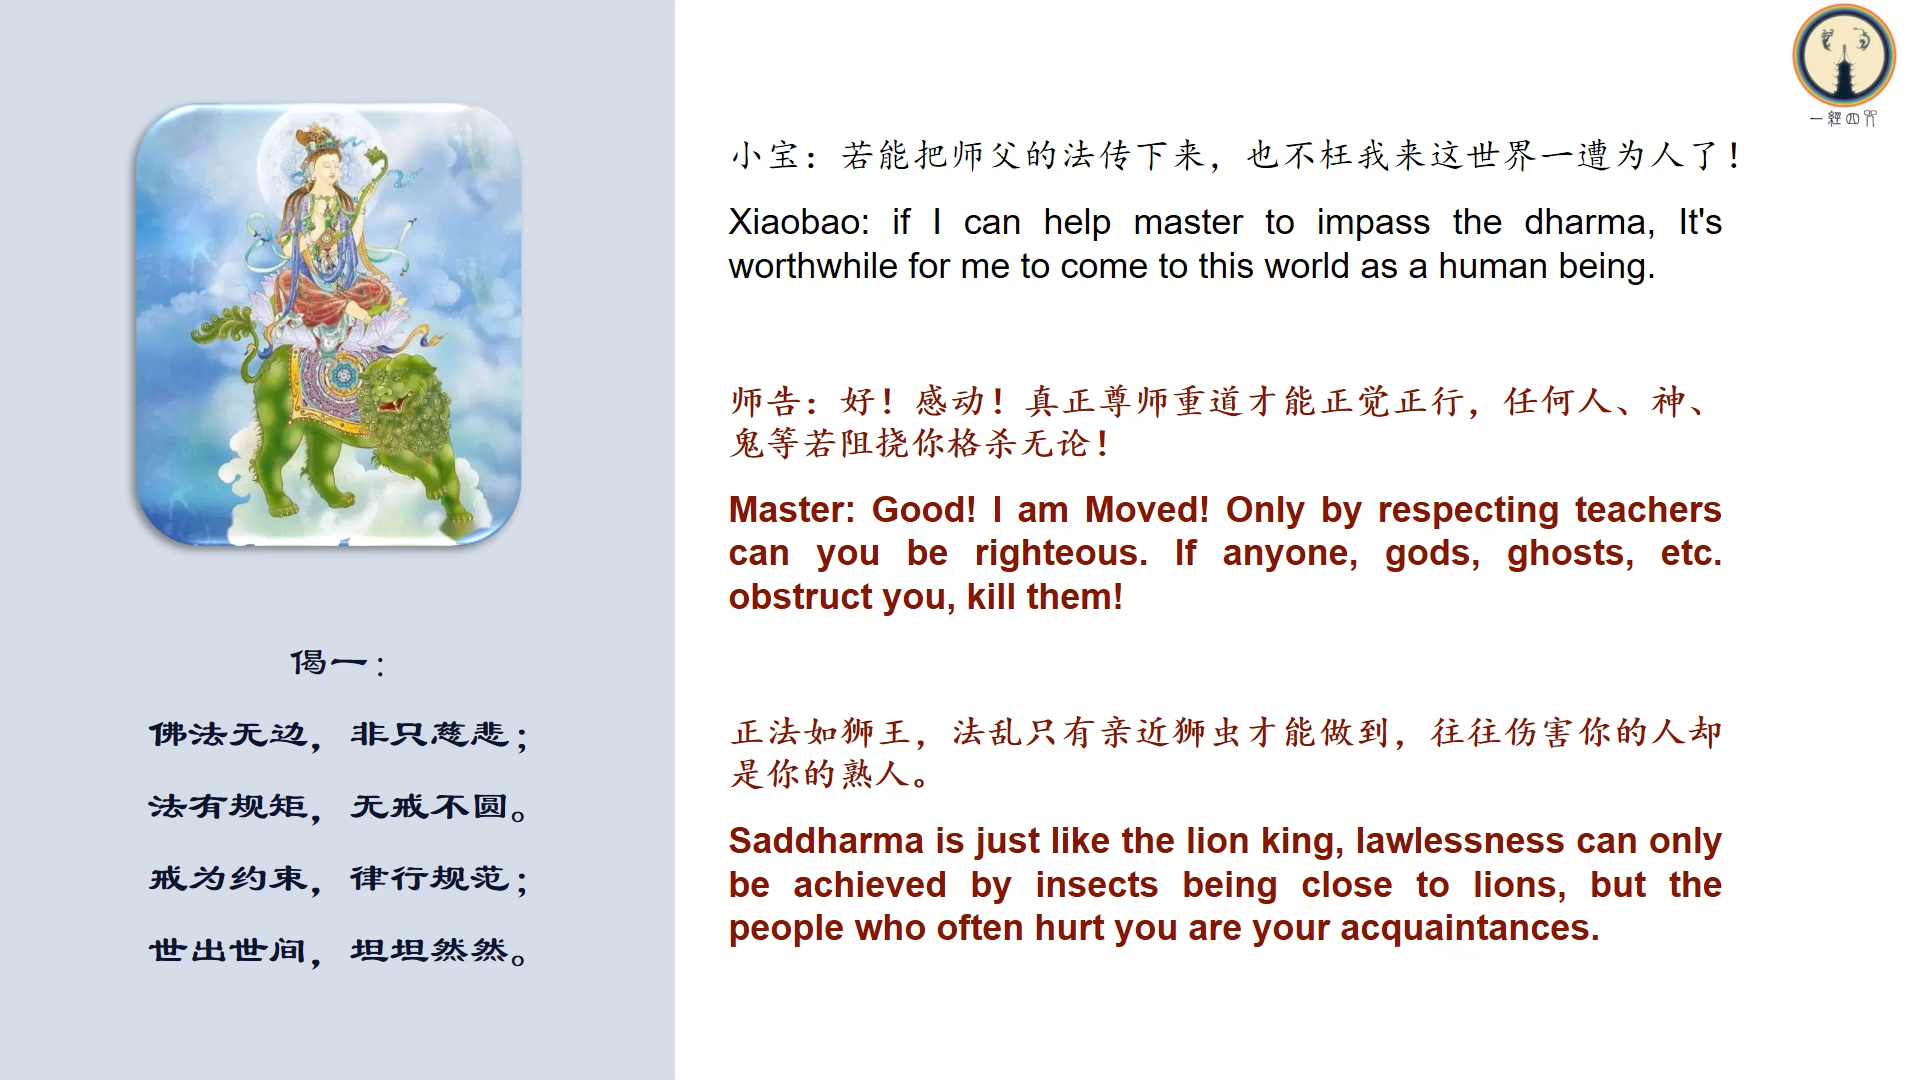 一經四咒
小宝：若能把师父的法传下来，也不枉我来这世界一遭为人了！
Xiaobao: if I can help master to impass the dharma, It's
worthwhile for me to come to this world as a human being.
师告：好！感动！真正尊师重道才能正觉正行，任何人、神、
鬼等若阻挠你格杀无论！
Master: Good! I am Moved! Only by respecting teachers
can you be righteous. If anyone, gods, ghosts, etc.
obstruct you, kill them!
正法如狮王，法乱只有亲近狮虫才能做到，往往伤害你的人却
是你的熟人。
Saddharma is just like the lion king, lawlessness can only
be achieved by insects being close to lions, but the
people who often hurt you are your acquaintances.
偈一：
佛法无边，非只慈悲；
法有规矩，无戒不圆。
戒为约束，律行规范；
世出世间，坦坦然然。